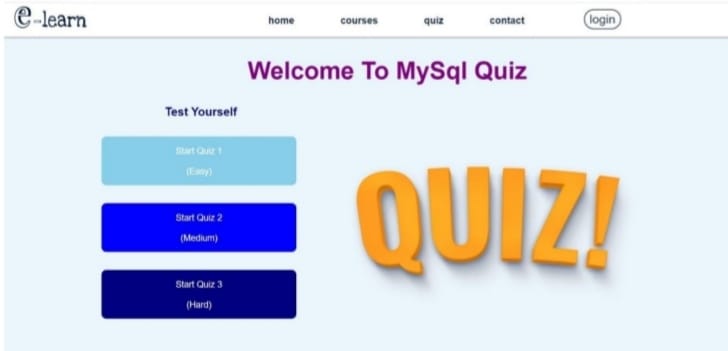 e-learn
home courses quiz contact login
Welcome To MySql Quiz
Test Yourself
Start Quiz 1
(Easy)
Start Quiz 2
(Medium)
Start Quiz 3
(Hard)
QUIZ!